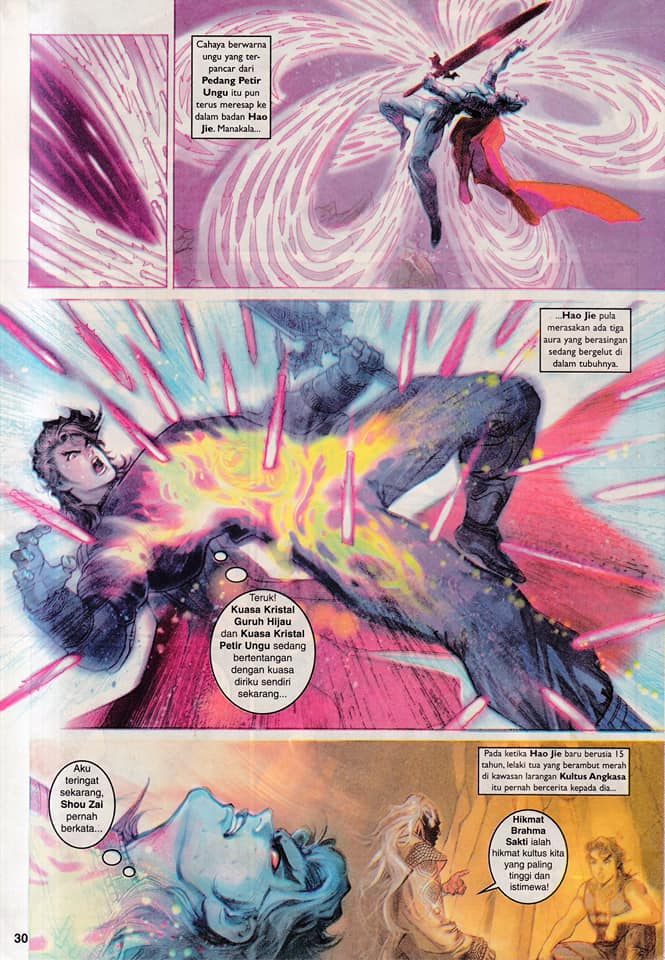 Cahaya berwarna
ungu yang ter-
pancar dari
Pedang Petir
Ungu itu pun
terus meresap ke
dalam badan Hao
Jie. Manakala...
...Hao Jie pula
merasakan ada tiga
aura yang berasingan
sedang bergelut di
dalam tubuhnya.
Teruk!
Kuasa Kristal
Guruh Hijau
dan Kuasa Kristal
Petir Ungu sedang
bertentangan
dengan kuasa
diriku sendiri
sekarang...
Aku
teringat
sekarang,
Shou Zai
pernah
berkata...
Pada ketika Hao Jie baru berusia 15
tahun, lelaki tua yang berambut merah
di kawasan larangan Kultus Angkasa
itu pernah bercerita kepada dia...
Hikmat
Brahma
Sakti ialah
hikmat kultus kita
yang paling
tinggi dan
istimewa!
30